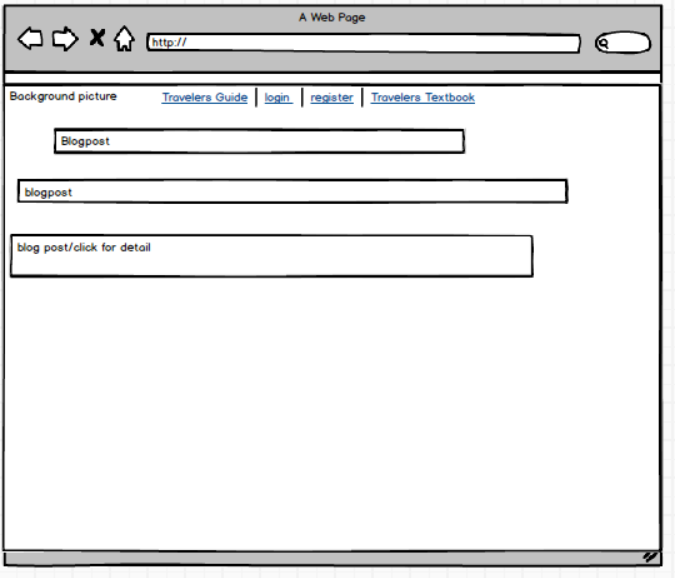 A Web Page
http://
Background picture Travelers Guide login register Travelers Textbook
Blogpost
blogpost
blog post/click for detail